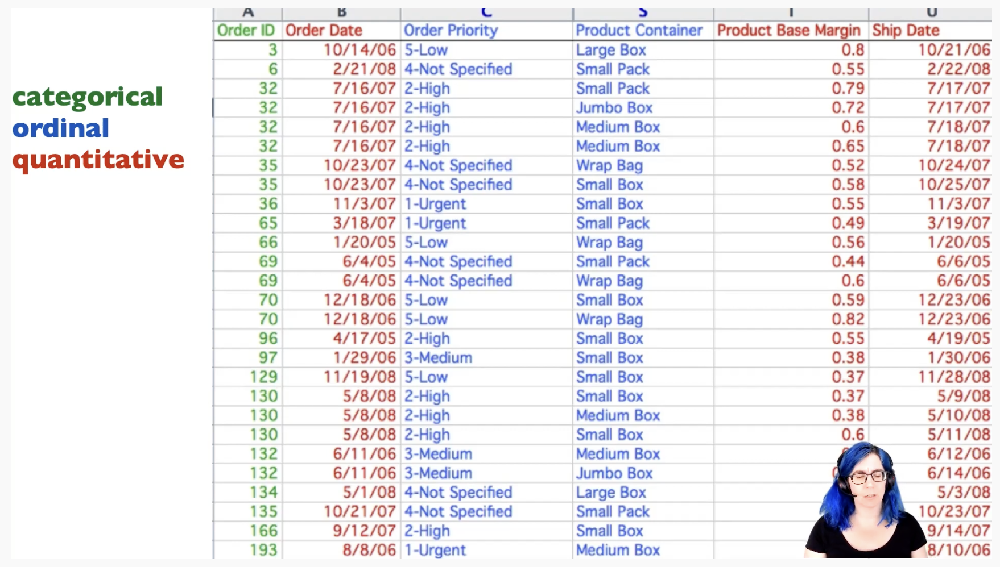 A B C S T U
Order ID Order Date Order Priority Product Container Product Base Margin Ship Date
3 10/14/06 5-Low Large Box 0.8 10/21/06
6 2/21/08 4-Not Specified Small Pack 0.55 2/22/08
32 7/16/07 2-High Small Pack 0.79 7/17/07
categorical
32 7/16/07 2-High Jumbo Box 0.72 7/17/07
ordinal
32 7/16/07 2-High Medium Box 0.6 7/18/07
32 7/16/07 2-High Medium Box 0.65 7/18/07
quantitative
35 10/23/07 4-Not Specified Wrap Bag 0.52 10/24/07
35 10/23/07 4-Not Specified Small Box 0.58 10/25/07
36 11/3/07 1-Urgent Small Box 0.55 11/3/07
65 3/18/07 1-Urgent Small Pack 0.49 3/19/07
66 1/20/05 5-Low Wrap Bag 0.56 1/20/05
69 6/4/05 4-Not Specified Small Pack 0.44 6/6/05
69 6/4/05 4-Not Specified Wrap Bag 0.6 6/6/05
70 12/18/06 5-Low Small Box 0.59 12/23/06
70 12/18/06 5-Low Wrap Bag 0.82 12/23/06
96 4/17/05 2-High Small Box 0.55 4/19/05
97 1/29/06 3-Medium Small Box 0.38 1/30/06
129 11/19/08 5-Low Small Box 0.37 11/28/08
130 5/8/08 2-High Small Box 0.37 5/9/08
130 5/8/08 2-High Medium Box 0.38 5/10/08
130 5/8/08 2-High Small Box 0.6 5/11/08
132 6/11/06 3-Medium Medium Box 6/12/06
132 6/11/06 3-Medium Jumbo Box 6/14/06
134 5/1/08 4-Not Specified Large Box 5/3/08
135 10/21/07 4-Not Specified Small Pack 10/23/07
166 9/12/07 2-High Small Box 9/14/07
193 8/8/06 1-Urgent Medium Box 8/10/06